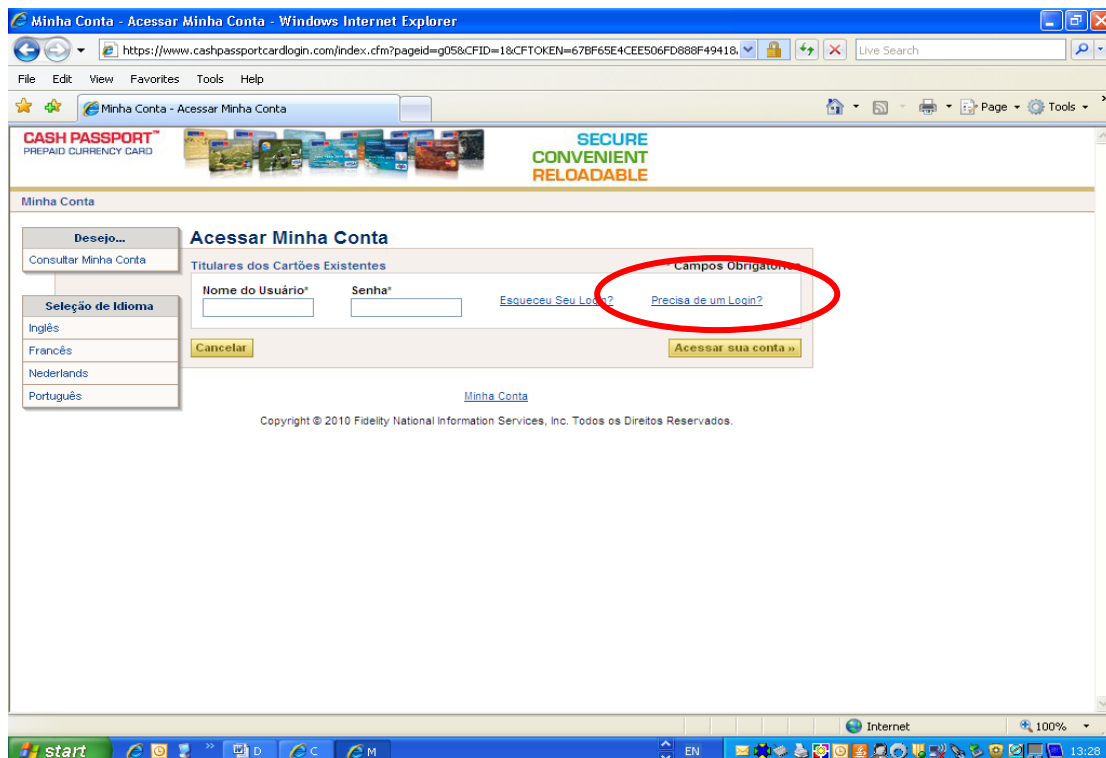 Minha Conta - Acessar Minha Conta - Windows Internet Explorer
https://www.cashpassportcardlogin.com/index.cfm?pageid=g05&CFID=1&CFTOKEN=67BF65E4CEE506FD888F49418
Live Search
File Edit View Favorites Tools Help
Minha Conta - Acessar Minha Conta
Page Tools
CASH PASSPORT™
PREPAID CURRENCY CARD
SECURE
CONVENIENT
RELOADABLE
Minha Conta
Desejo...
Consultar Minha Conta
Seleção de Idioma
Inglês
Francês
Nederlands
Português
Acessar Minha Conta
Titulares dos Cartões Existentes
Campos Obrigatórios
Nome do Usuário* Senha*
Esqueceu Seu Login? Precisa de um Login?
Cancelar Acessar sua conta »
Minha Conta
Copyright © 2010 Fidelity National Information Services, Inc. Todos os Direitos Reservados.
Internet 100%
start D C M EN 13:28